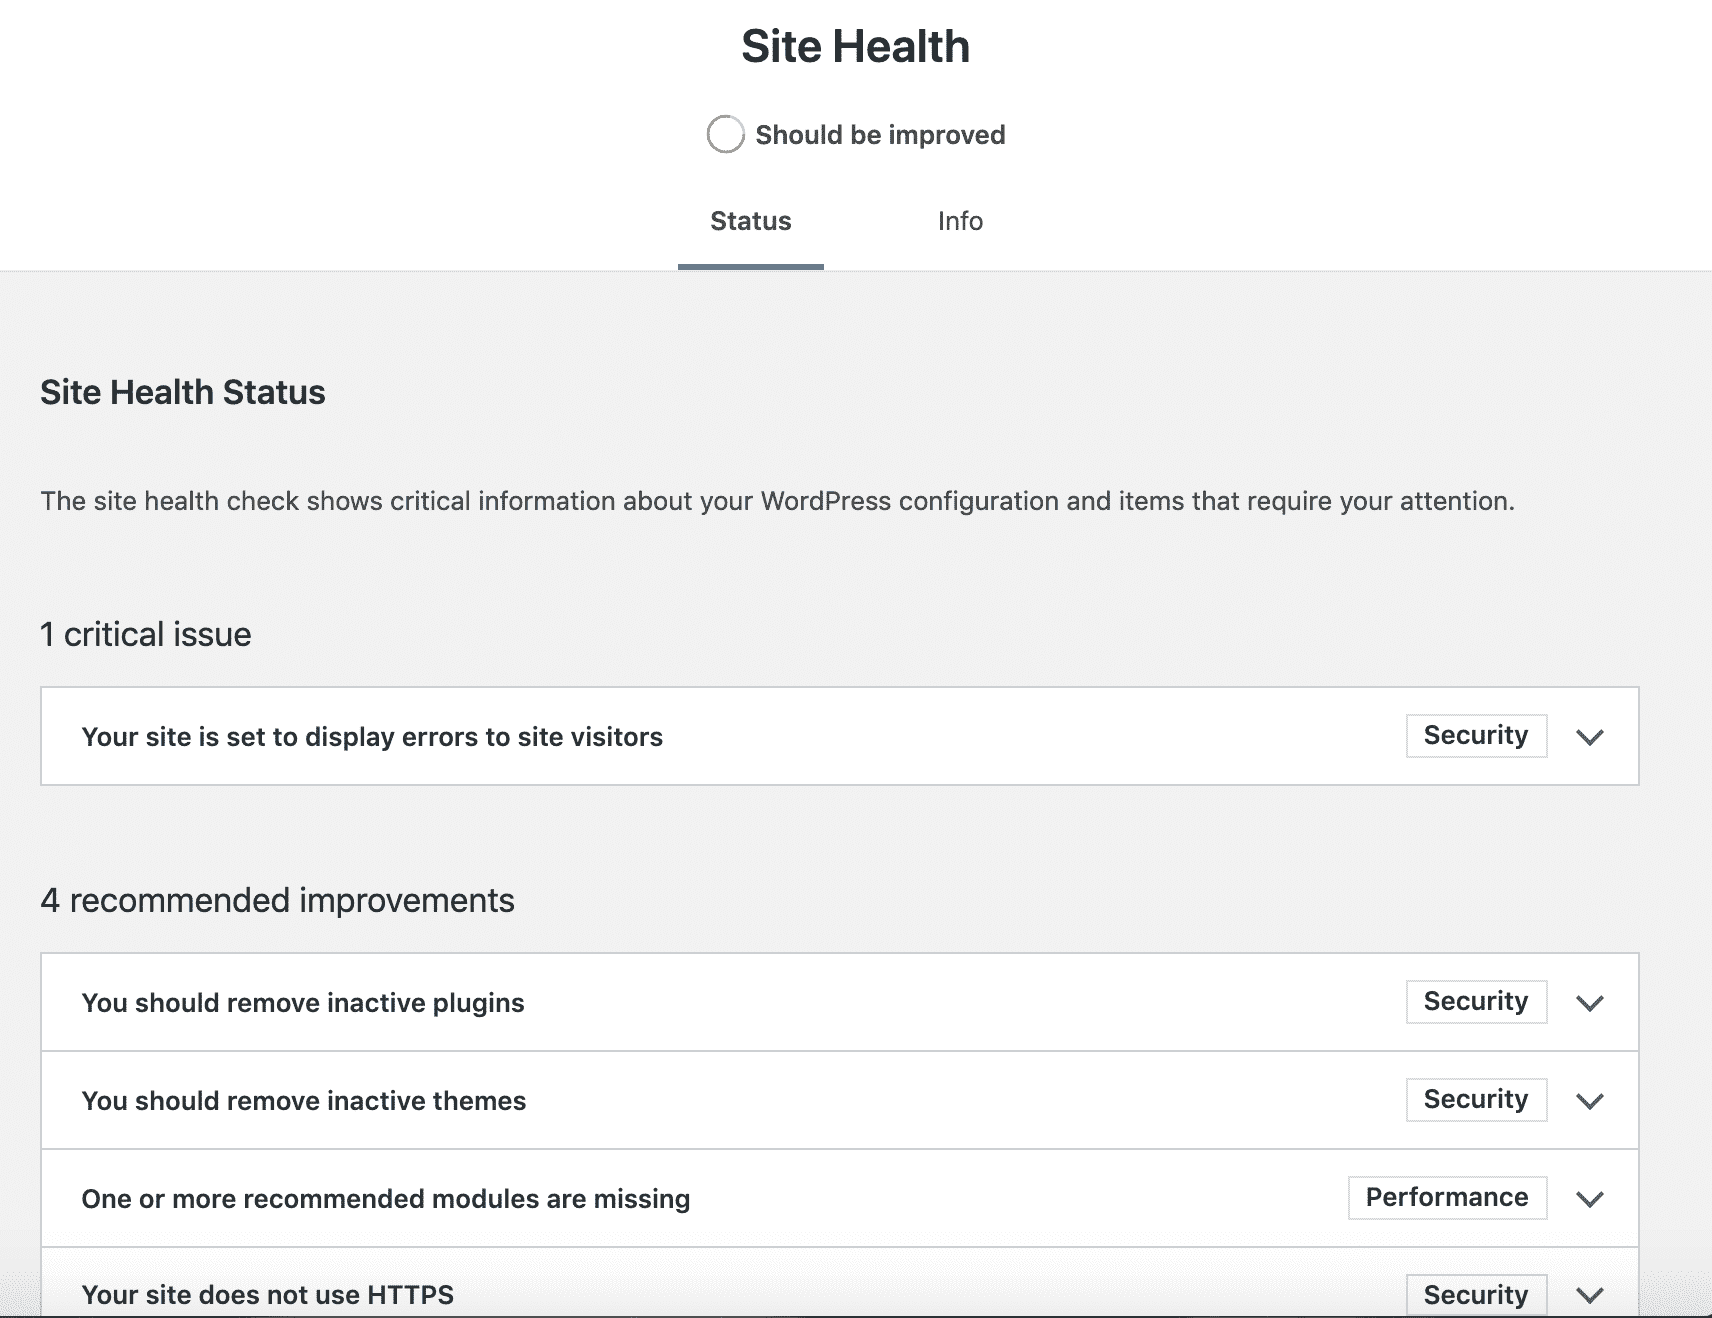 Site Health
Should be improved
Status Info
Site Health Status
The site health check shows critical information about your WordPress configuration and items that require your attention.
1 critical issue
Your site is set to display errors to site visitors Security
4 recommended improvements
You should remove inactive plugins Security
You should remove inactive themes Security
One or more recommended modules are missing Performance
Your site does not use HTTPS Security